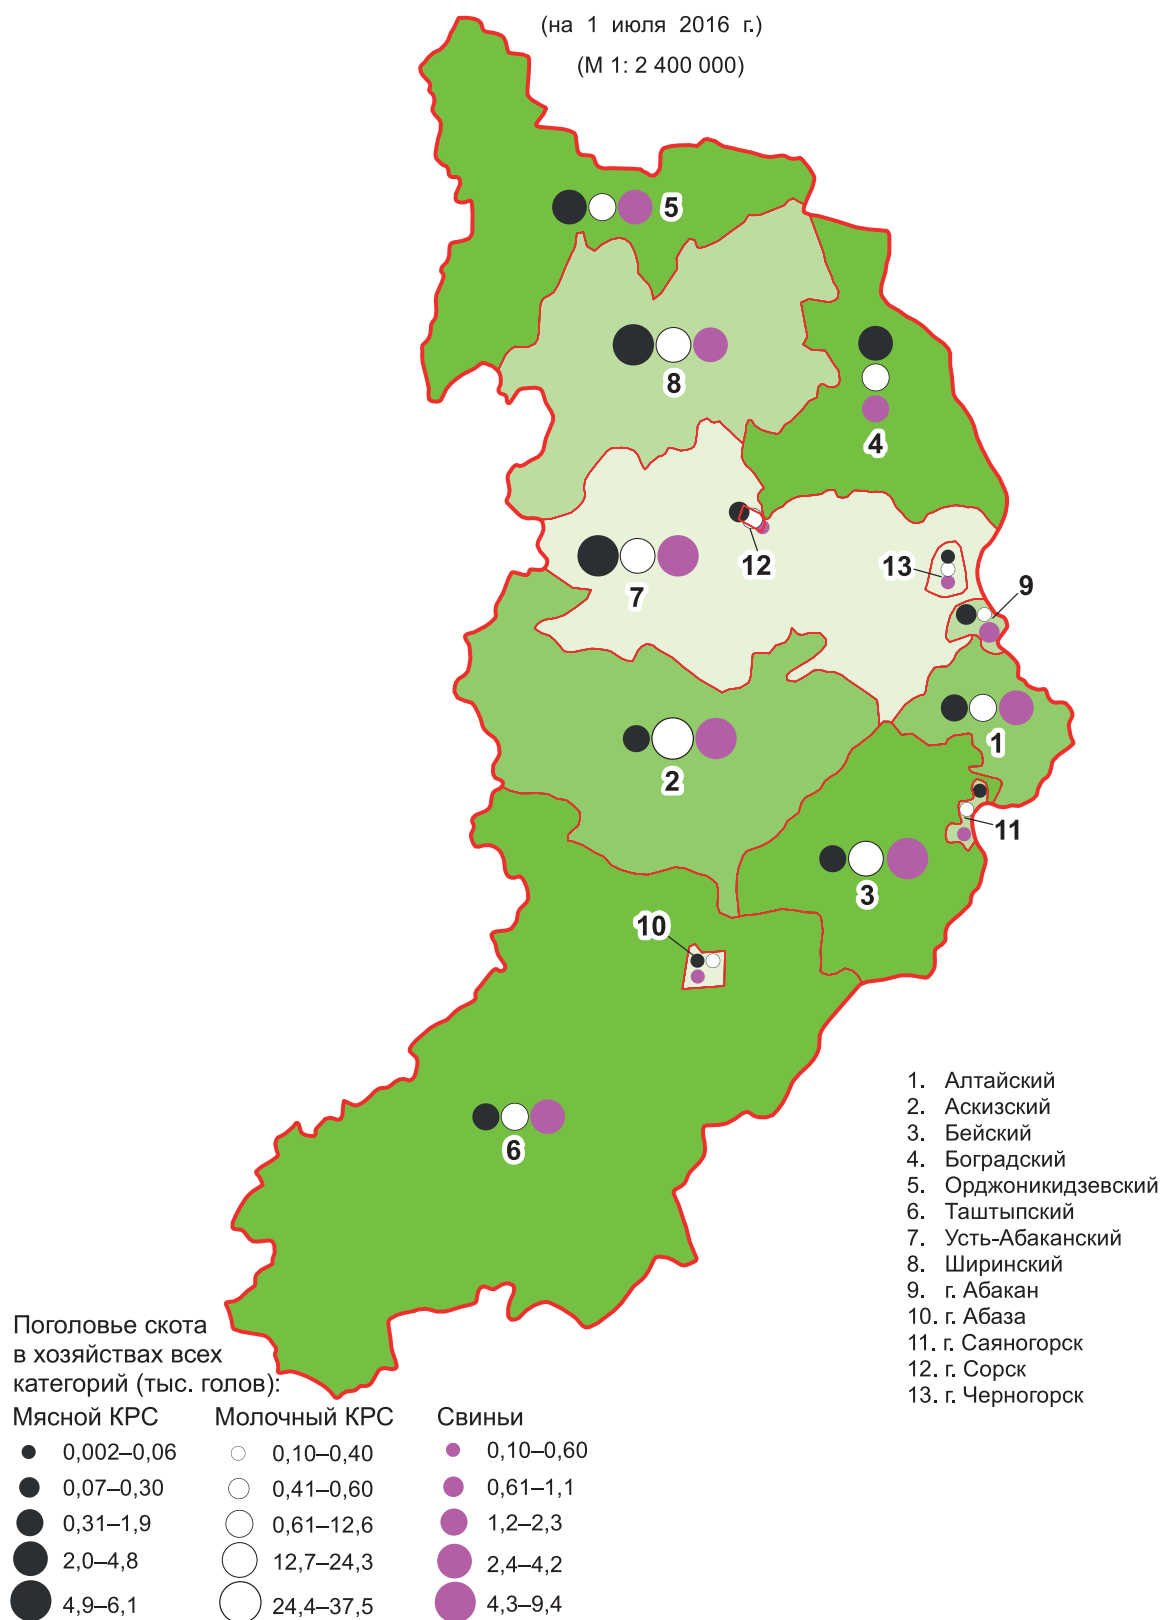 (на 1 июля 2016 г.)
(М 1: 2 400 000)
5
8
4
12
13
9
7
1
2
11
3
10
6
1. Алтайский
2. Аскизский
3. Бейский
4. Боградский
5. Орджоникидзевский
6. Таштыпский
7. Усть-Абаканский
8. Ширинский
9. г. Абакан
10. г. Абаза
11. г. Саяногорск
12. г. Сорск
13. г. Черногорск
Поголовье скота
в хозяйствах всех
категорий (тыс. голов):
Мясной КРС
0,002–0,06
0,07–0,30
0,31–1,9
2,0–4,8
4,9–6,1
Молочный КРС
0,10–0,40
0,41–0,60
0,61–12,6
12,7–24,3
24,4–37,5
Свиньи
0,10–0,60
0,61–1,1
1,2–2,3
2,4–4,2
4,3–9,4